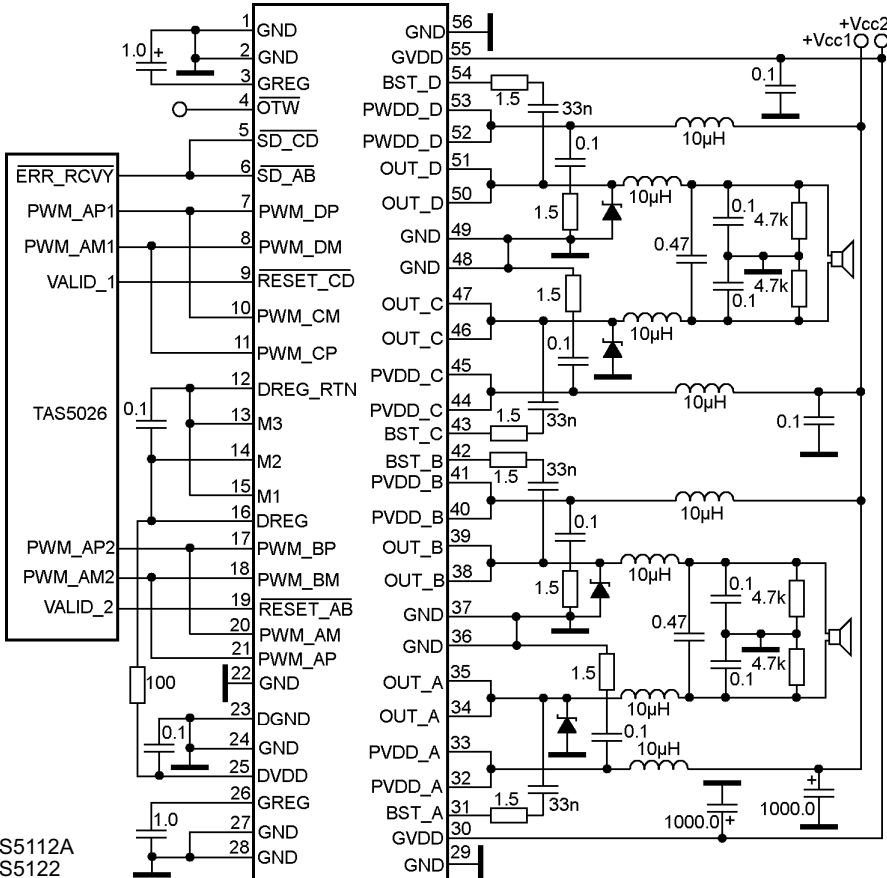 +Vcc2
+Vcc1
1 GND
2 GND
3 GREG
1.0 +
4 OTW
5 SD_CD
6 SD_AB
7 PWM_DP
8 PWM_DM
9 RESET_CD
10 PWM_CM
11 PWM_CP
12 DREG_RTN
13 M3
14 M2
15 M1
16 DREG
17 PWM_BP
18 PWM_BM
19 RESET_AB
20 PWM_AM
21 PWM_AP
22 GND
23 DGND
24 GND
25 DVDD
26 GREG
27 GND
28 GND
ERR_RCVY
PWM_AP1
PWM_AM1
VALID_1
TAS5026
0.1
PWM_AP2
PWM_AM2
VALID_2
100
0.1
1.0
S5112A
S5122
GND 56
GVDD 55
BST_D 54
PWDD_D 53
PWDD_D 52
OUT_D 51
OUT_D 50
GND 49
GND 48
OUT_C 47
OUT_C 46
PVDD_C 45
PVDD_C 44
BST_C 43
BST_B 42
PVDD_B 41
PVDD_B 40
OUT_B 39
OUT_B 38
GND 37
GND 36
OUT_A 35
OUT_A 34
PVDD_A 33
PVDD_A 32
BST_A 31
GVDD 30
GND 29
0.1
1.5
33n
10µH
0.1
10µH
1.5
0.1
4.7k
0.47
1.5
0.1
4.7k
10µH
0.1
10µH
1.5
33n
0.1
1.5
33n
10µH
0.1
10µH
1.5
0.1
4.7k
0.47
1.5
0.1
4.7k
10µH
0.1
10µH
1.5
33n
1000.0 +
+
1000.0